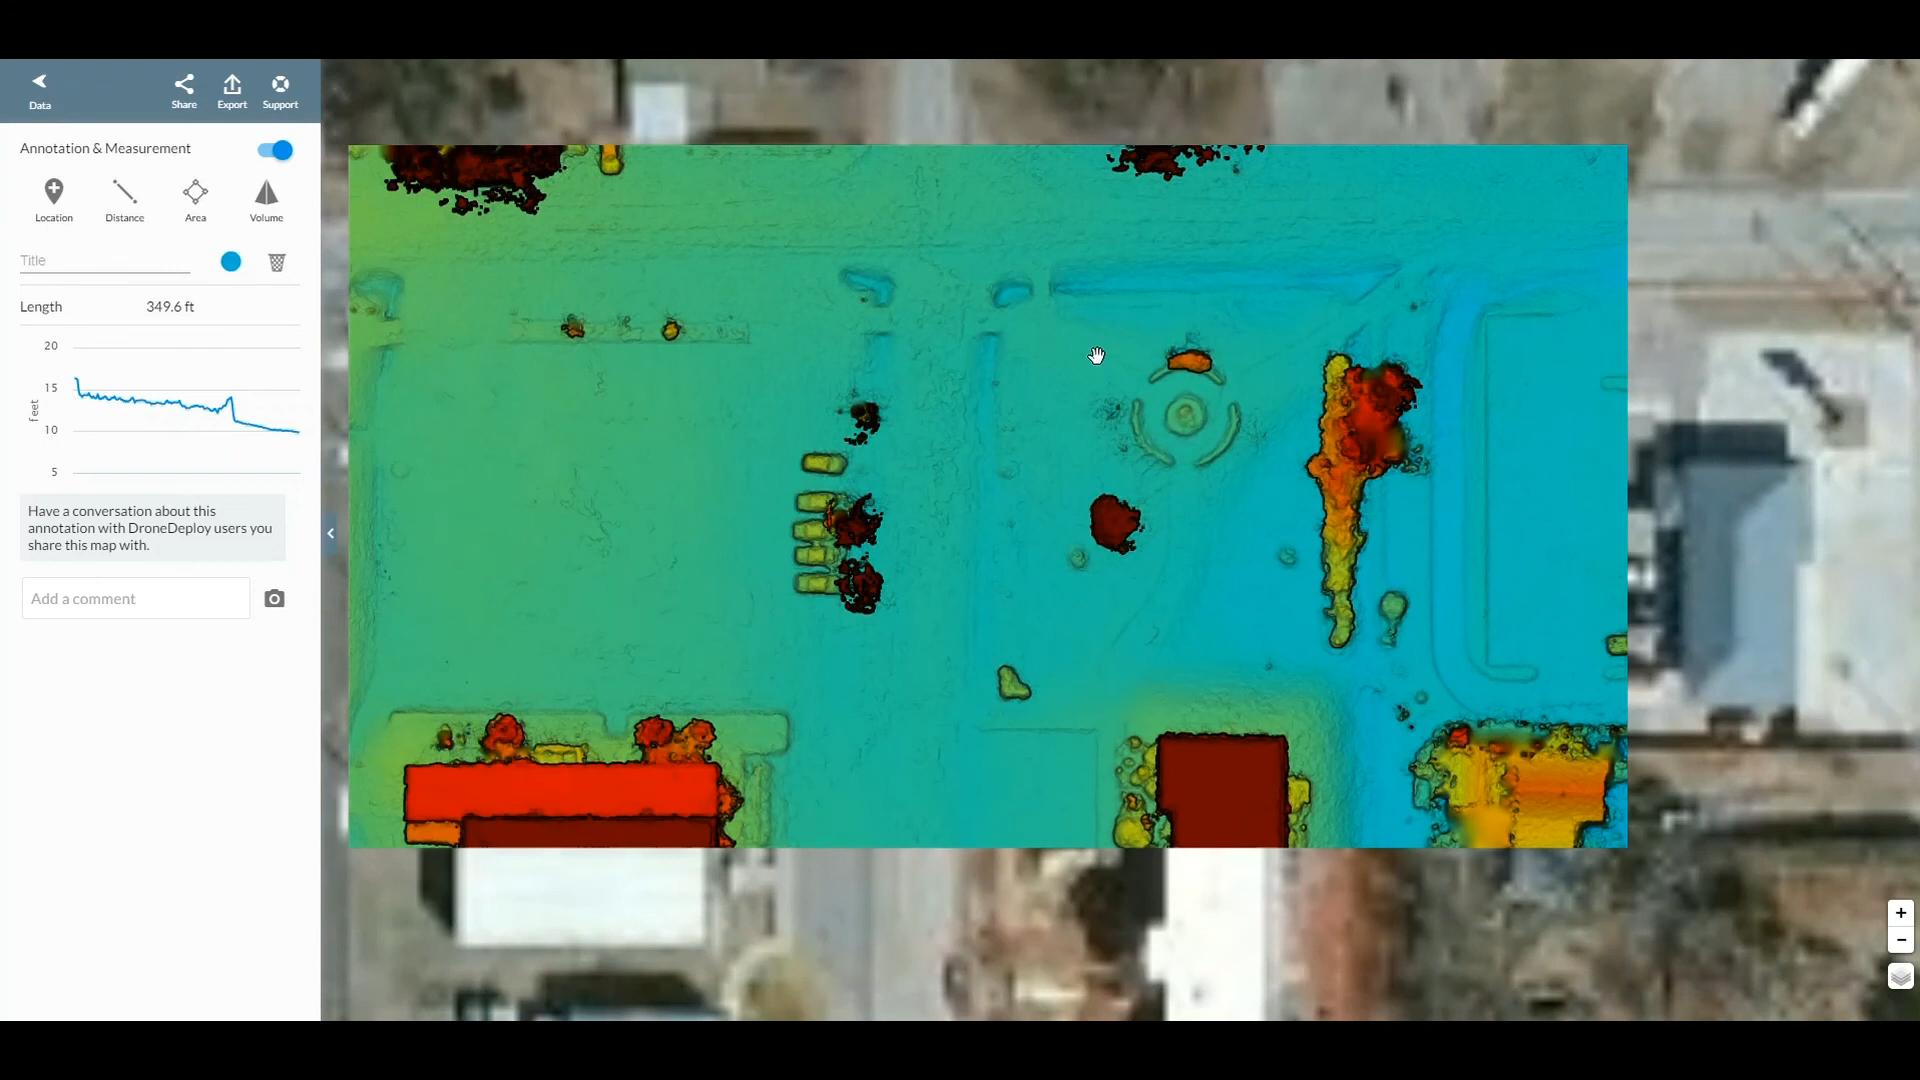 Data
Share
Export
Support
Annotation & Measurement
Location
Distance
Area
Volume
Title
Length 349.6 ft
20
15
10
5
feet
Have a conversation about this
annotation with DroneDeploy users you
share this map with.
Add a comment
+
-